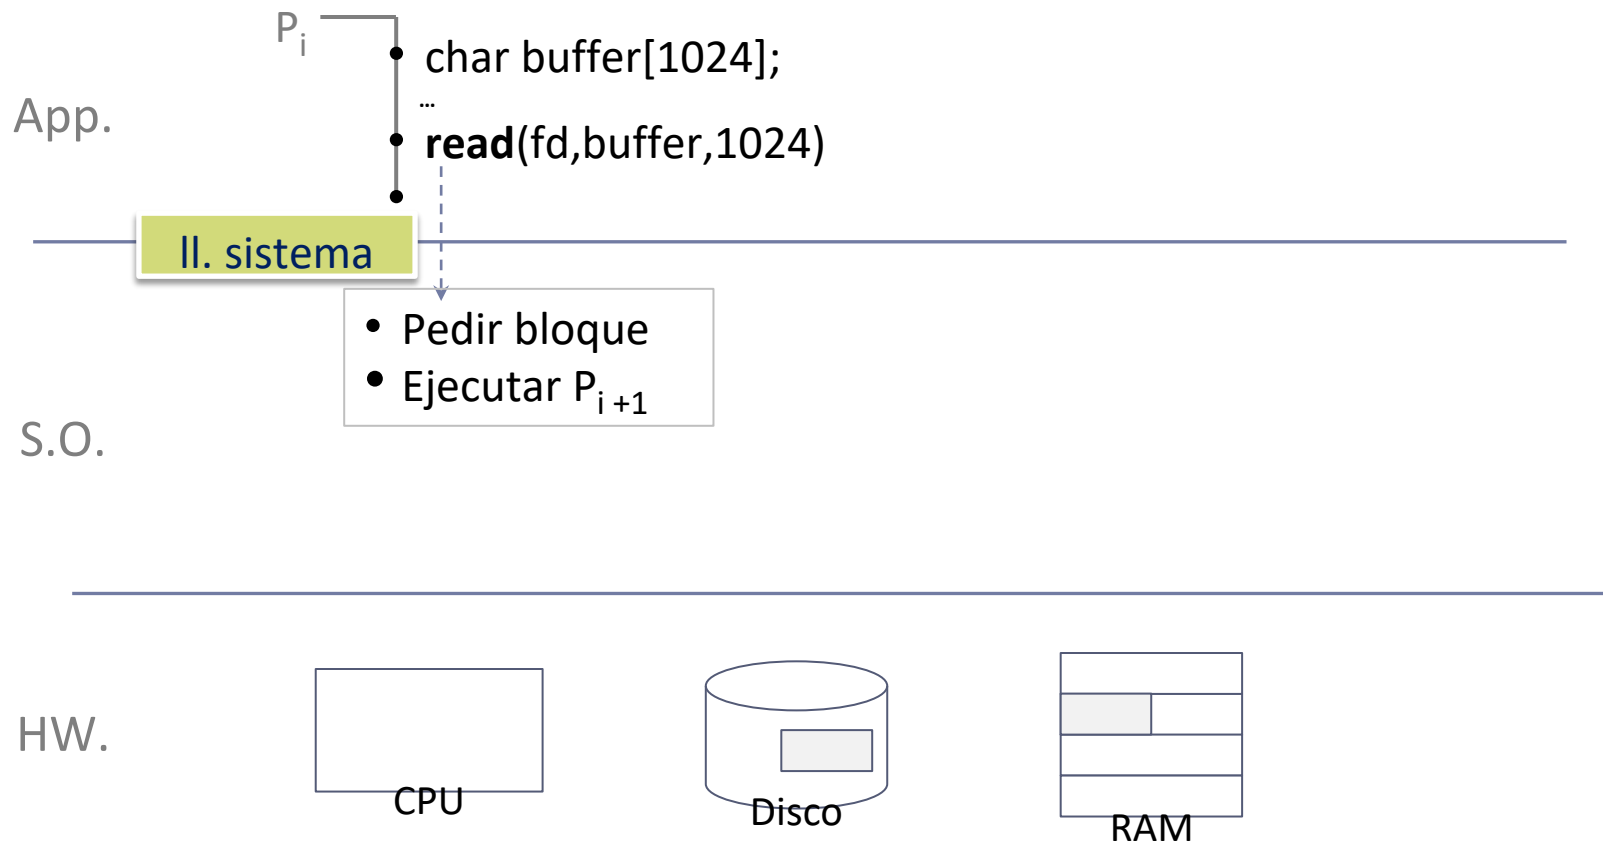 Pi
char buffer[1024];
...
App.
read(fd,buffer,1024)
ll. sistema
• Pedir bloque
• Ejecutar Pi +1
S.O.
HW.
CPU
Disco
RAM